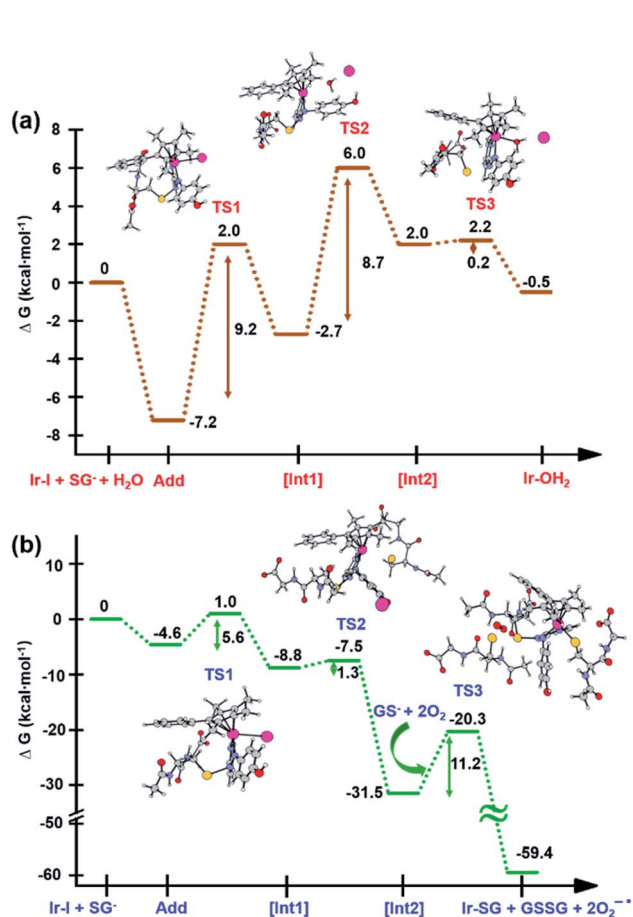 (a)
TS2
TS3
TS1
Δ G (kcal·mol⁻¹)
8
6
4
2
0
-2
-4
-6
-8
0
-7.2
2.0
9.2
-2.7
6.0
8.7
2.0
2.2
0.2
-0.5
Ir-I + SG⁻ + H₂O Add [Int1] [Int2] Ir-OH₂
(b)
Δ G (kcal·mol⁻¹)
10
0
-10
-20
-30
-50
-60
0
-4.6
1.0
5.6
TS1
-8.8
TS2
-7.5
1.3
GS⁻ + 2O₂
-31.5
TS3
-20.3
11.2
-59.4
Ir-I + SG⁻ Add [Int1] [Int2] Ir-SG + GSSG + 2O₂⁻•